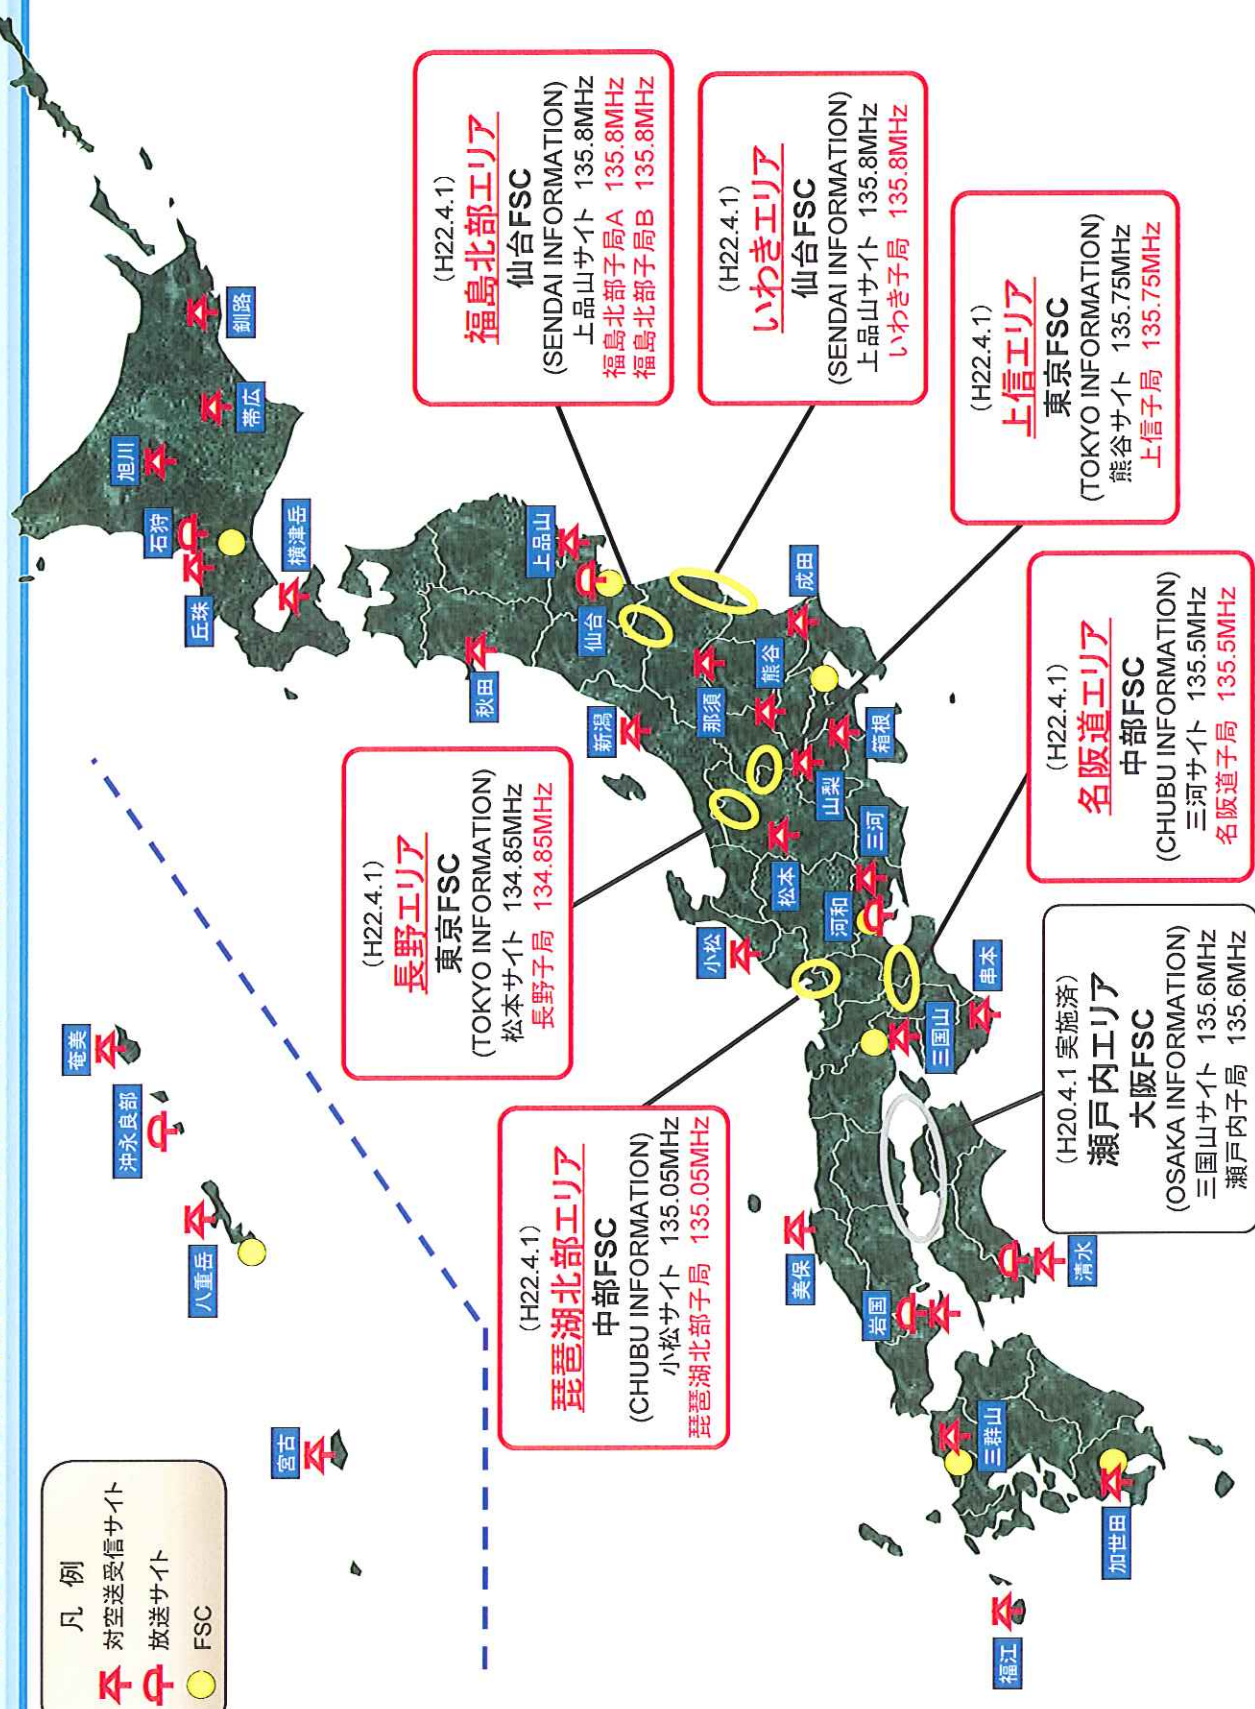 凡 例
対空送受信サイト
放送サイト
FSC
奄美
沖永良部
八重岳
宮古
(H22.4.1)
長野エリア
東京FSC
(TOKYO INFORMATION)
松本サイト 134.85MHz
長野子局 134.85MHz
(H22.4.1)
琵琶湖北部エリア
中部FSC
(CHUBU INFORMATION)
小松サイト 135.05MHz
琵琶湖北部子局 135.05MHz
(H22.4.1)
福島北部エリア
仙台FSC
(SENDAI INFORMATION)
上品山サイト 135.8MHz
福島北部子局A 135.8MHz
福島北部子局B 135.8MHz
(H22.4.1)
いわきエリア
仙台FSC
(SENDAI INFORMATION)
上品山サイト 135.8MHz
いわき子局 135.8MHz
(H22.4.1)
上信エリア
東京FSC
(TOKYO INFORMATION)
熊谷サイト 135.75MHz
上信子局 135.75MHz
(H22.4.1)
名阪道エリア
中部FSC
(CHUBU INFORMATION)
三河サイト 135.5MHz
名阪道子局 135.5MHz
(H20.4.1 実施済)
瀬戸内エリア
大阪FSC
(OSAKA INFORMATION)
三国山サイト 135.6MHz
瀬戸内子局 135.6MHz
旭川
石狩
丘珠
帯広
釧路
横津岳
秋田
上品山
仙台
新潟
那須
熊谷
成田
箱根
山梨
松本
三河
河和
小松
三国山
串本
美保
岩国
清水
三群山
加世田
福江